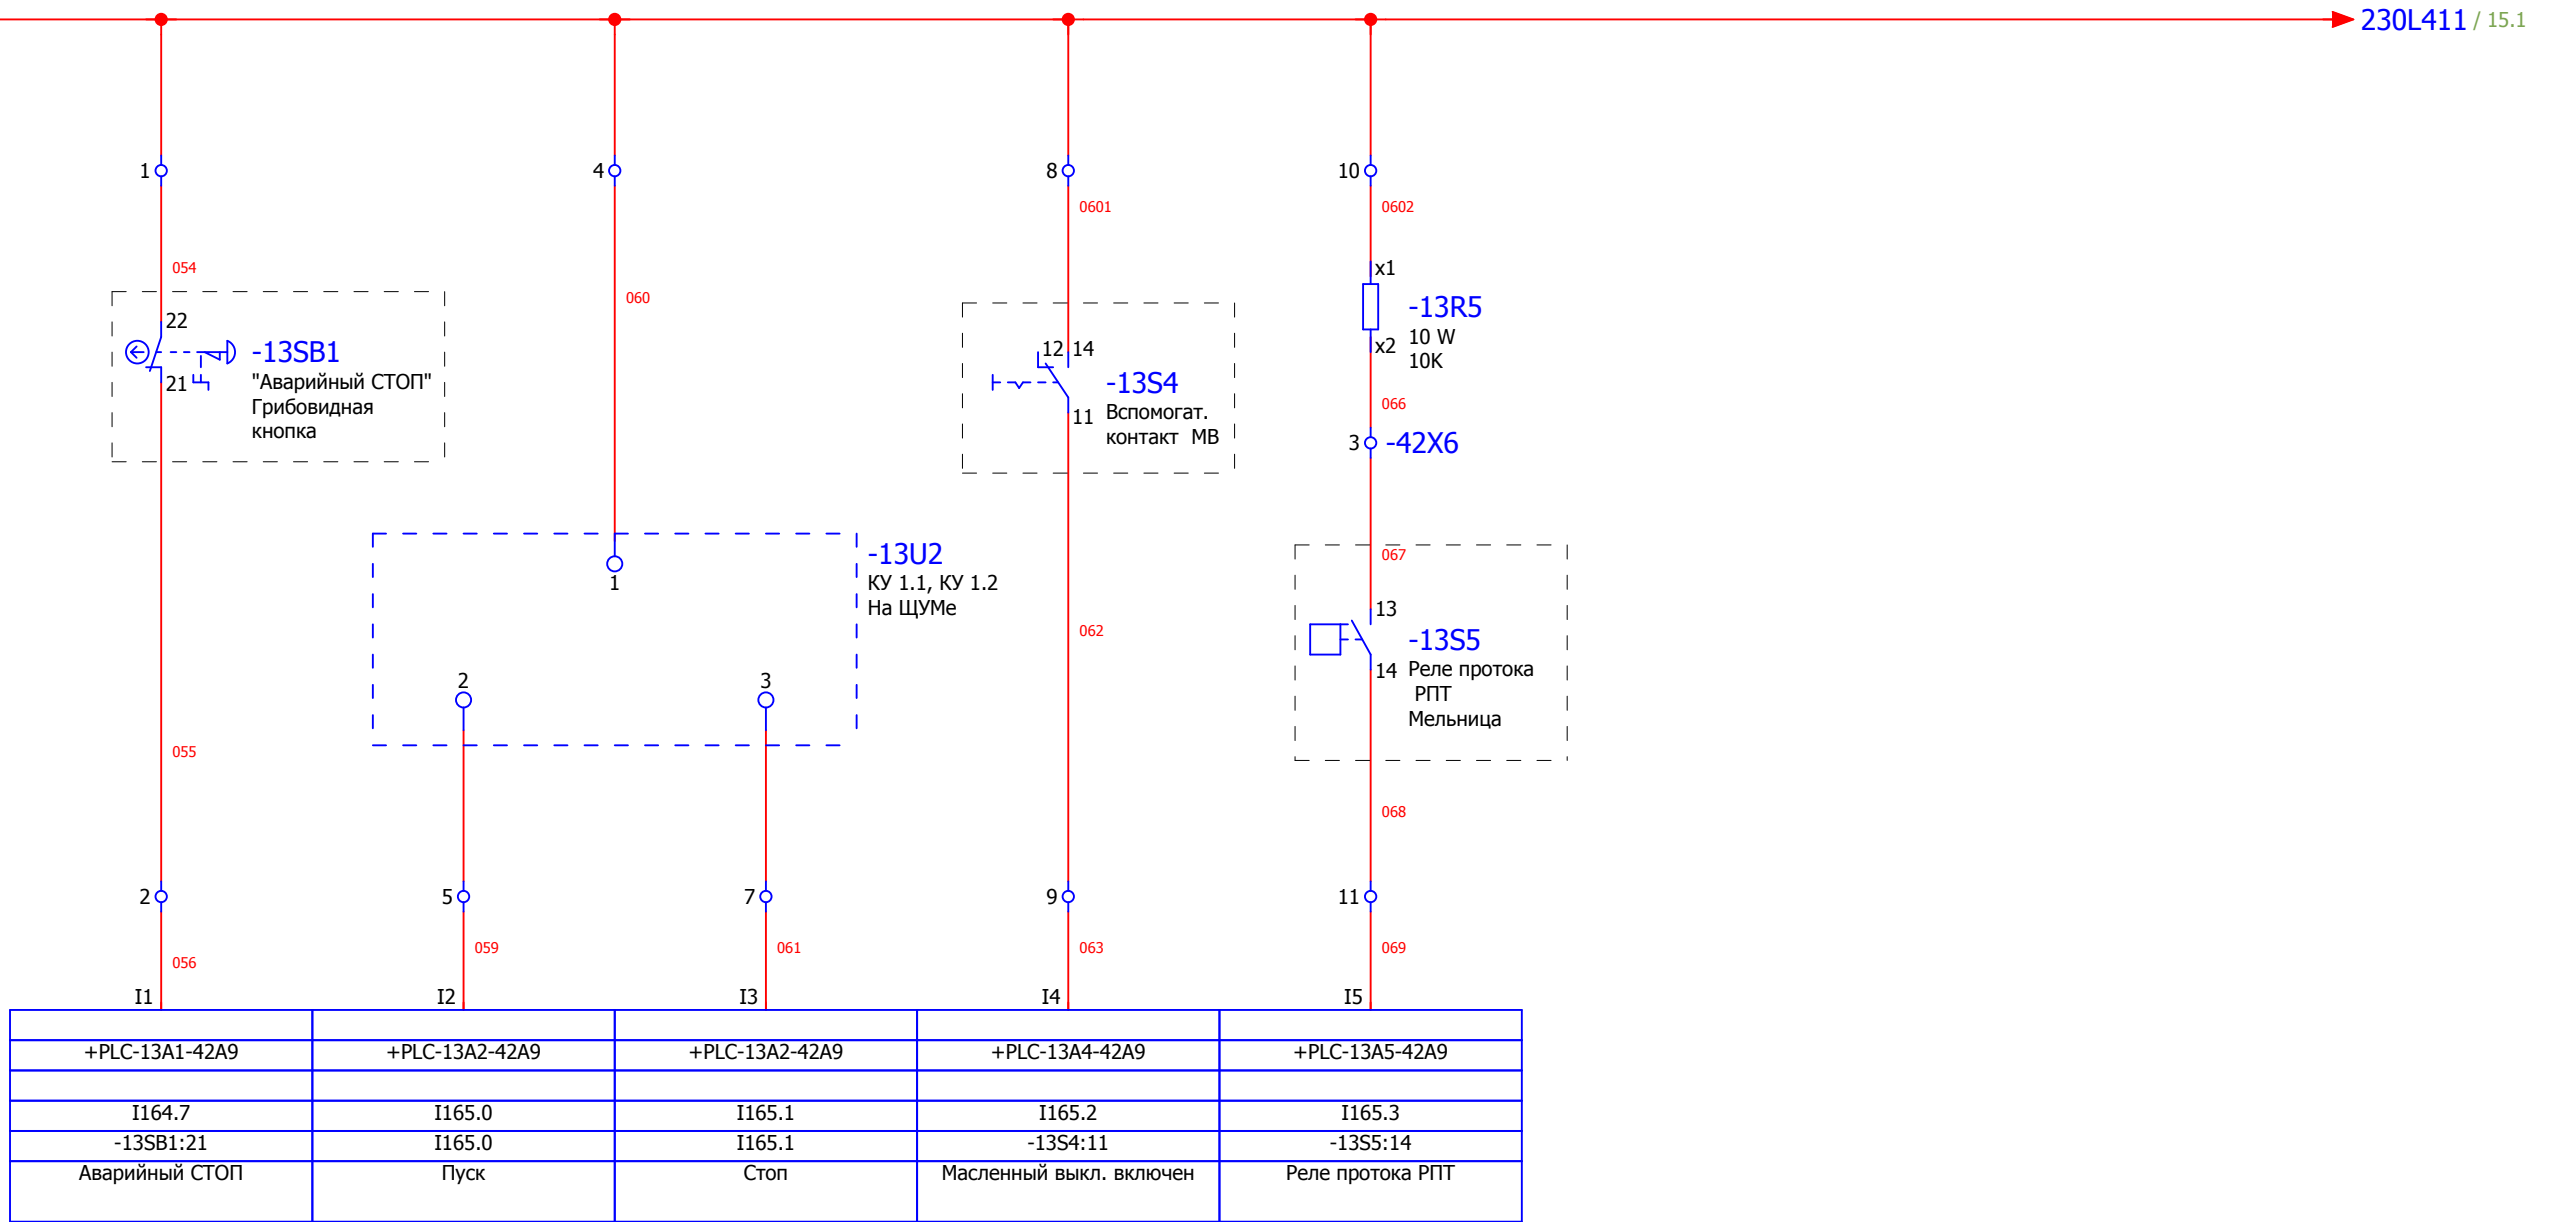 230L411 / 15.1
1
4
8
10
0601
0602
054
060
x1
-13R5
10 W
10K
x2
22
-13SB1
21
"Аварийный СТОП"
Грибовидная
кнопка
12 14
-13S4
11
Вспомогат.
контакт МВ
066
3 -42X6
-13U2
КУ 1.1, КУ 1.2
На ЩУМе
1
067
13
-13S5
14
Реле протока
РПТ
Мельница
062
2
3
055
068
2
5
7
9
11
056
059
061
063
069
I1
I2
I3
I4
I5
+PLC-13A1-42A9 +PLC-13A2-42A9 +PLC-13A2-42A9 +PLC-13A4-42A9 +PLC-13A5-42A9
I164.7 I165.0 I165.1 I165.2 I165.3
-13SB1:21 I165.0 I165.1 -13S4:11 -13S5:14
Аварийный СТОП Пуск Стоп Масленный выкл. включен Реле протока РПТ